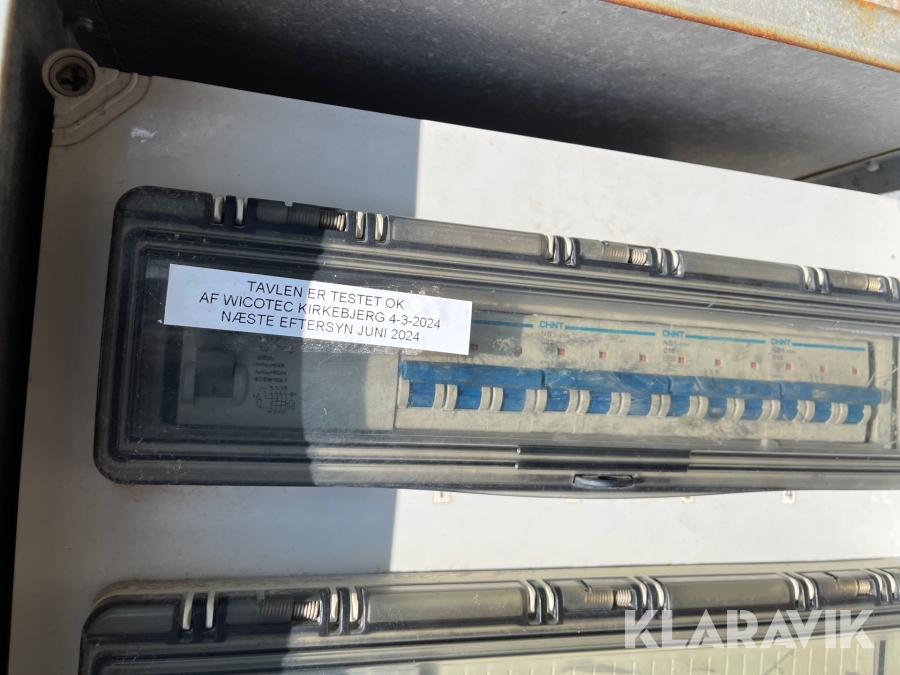 TAVLEN ER TESTET OK
AF WICOTEC KIRKEBJERG 4-3-2024
NÆSTE EFTERSYN JUNI 2024
CHNT CHNT CHNT
KLARAVIK